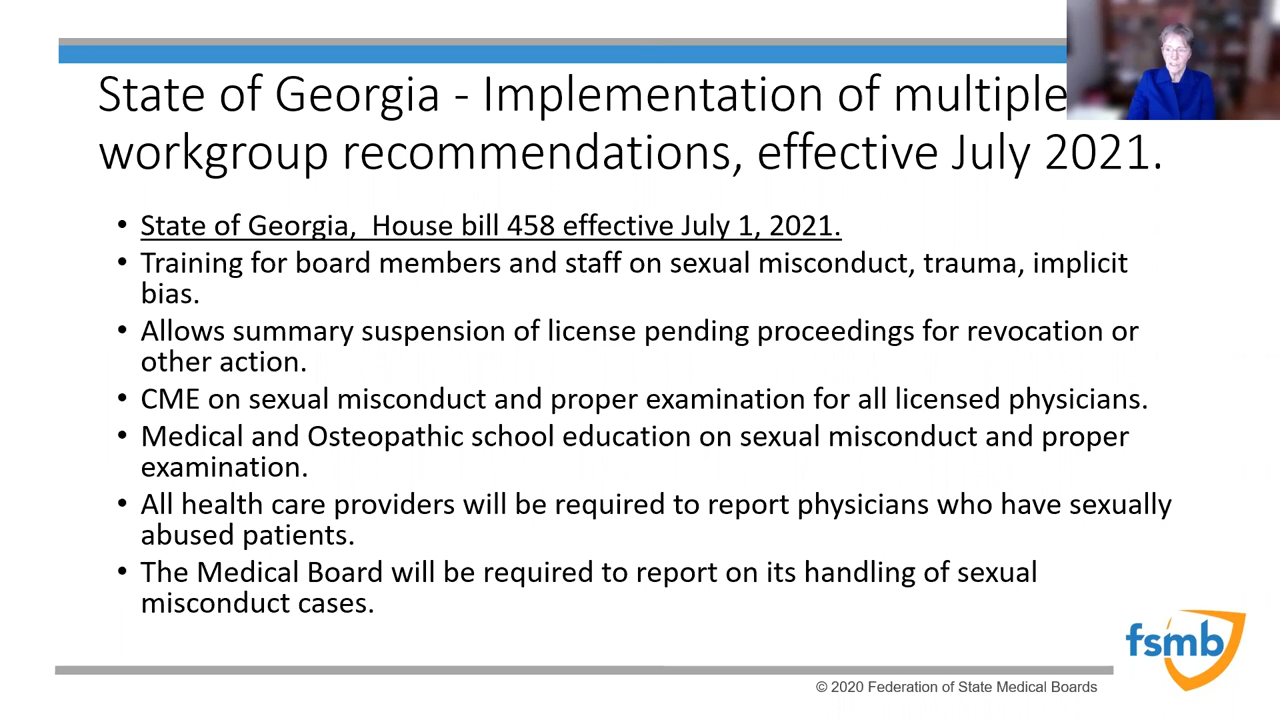 State of Georgia - Implementation of multiple
workgroup recommendations, effective July 2021.
• State of Georgia,  House bill 458 effective July 1, 2021.
• Training for board members and staff on sexual misconduct, trauma, implicit
bias.
• Allows summary suspension of license pending proceedings for revocation or
other action.
• CME on sexual misconduct and proper examination for all licensed physicians.
• Medical and Osteopathic school education on sexual misconduct and proper
examination.
• All health care providers will be required to report physicians who have sexually
abused patients.
• The Medical Board will be required to report on its handling of sexual
misconduct cases.
fsmb
© 2020 Federation of State Medical Boards